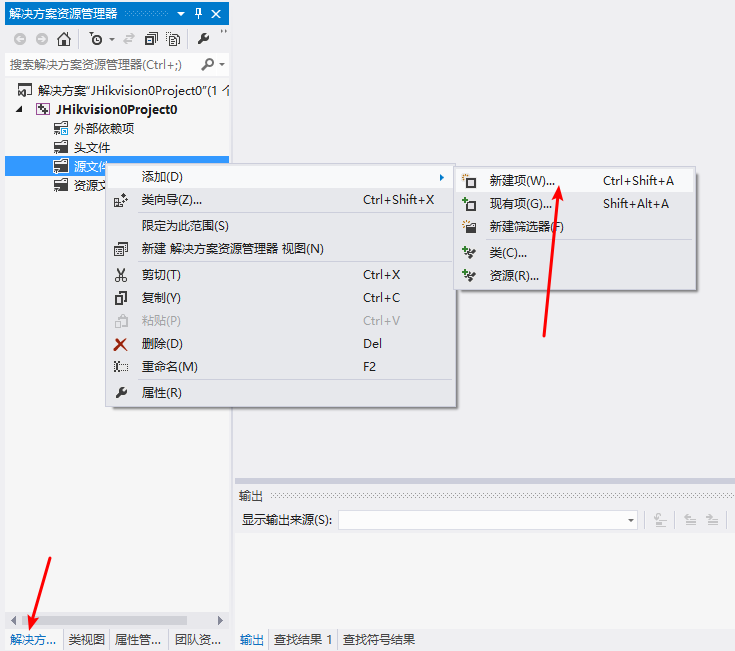 解决方案资源管理器
搜索解决方案资源管理器(Ctrl+;)
解决方案"JHikvision0Project0"(1 个
JHikvision0Project0
外部依赖项
头文件
源文件
资源文
添加(D)
类向导(Z)... Ctrl+Shift+X
限定为此范围(S)
新建 解决方案资源管理器 视图(N)
剪切(T) Ctrl+X
复制(Y) Ctrl+C
粘贴(P) Ctrl+V
删除(D) Del
重命名(M) F2
属性(R)
新建项(W)... Ctrl+Shift+A
现有项(G)... Shift+Alt+A
新建筛选器(F)
类(C)...
资源(R)...
输出
显示输出来源(S):
解决方... 类视图 属性管... 团队资...
输出 查找结果 1 查找符号结果